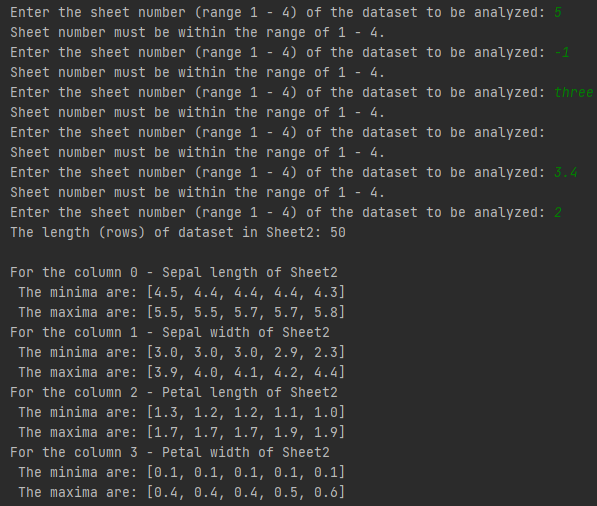 Enter the sheet number (range 1 - 4) of the dataset to be analyzed: 5
Sheet number must be within the range of 1 - 4.
Enter the sheet number (range 1 - 4) of the dataset to be analyzed: -1
Sheet number must be within the range of 1 - 4.
Enter the sheet number (range 1 - 4) of the dataset to be analyzed: three
Sheet number must be within the range of 1 - 4.
Enter the sheet number (range 1 - 4) of the dataset to be analyzed:
Sheet number must be within the range of 1 - 4.
Enter the sheet number (range 1 - 4) of the dataset to be analyzed: 3.4
Sheet number must be within the range of 1 - 4.
Enter the sheet number (range 1 - 4) of the dataset to be analyzed: 2
The length (rows) of dataset in Sheet2: 50

For the column 0 - Sepal length of Sheet2
 The minima are: [4.5, 4.4, 4.4, 4.4, 4.3]
 The maxima are: [5.5, 5.5, 5.7, 5.7, 5.8]
For the column 1 - Sepal width of Sheet2
 The minima are: [3.0, 3.0, 3.0, 2.9, 2.3]
 The maxima are: [3.9, 4.0, 4.1, 4.2, 4.4]
For the column 2 - Petal length of Sheet2
 The minima are: [1.3, 1.2, 1.2, 1.1, 1.0]
 The maxima are: [1.7, 1.7, 1.7, 1.9, 1.9]
For the column 3 - Petal width of Sheet2
 The minima are: [0.1, 0.1, 0.1, 0.1, 0.1]
 The maxima are: [0.4, 0.4, 0.4, 0.5, 0.6]